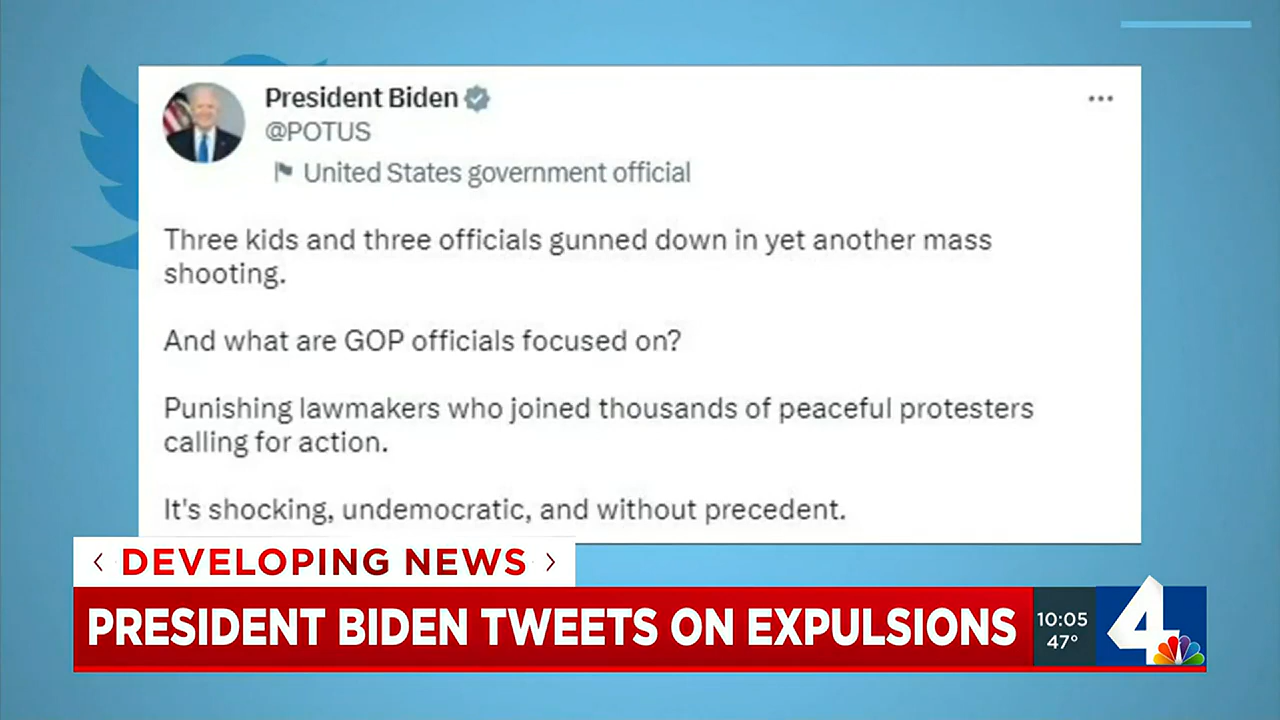 President Biden
@POTUS
United States government official
Three kids and three officials gunned down in yet another mass
shooting.
And what are GOP officials focused on?
Punishing lawmakers who joined thousands of peaceful protesters
calling for action.
It's shocking, undemocratic, and without precedent.
< DEVELOPING NEWS >
PRESIDENT BIDEN TWEETS ON EXPULSIONS
10:05
47°
4